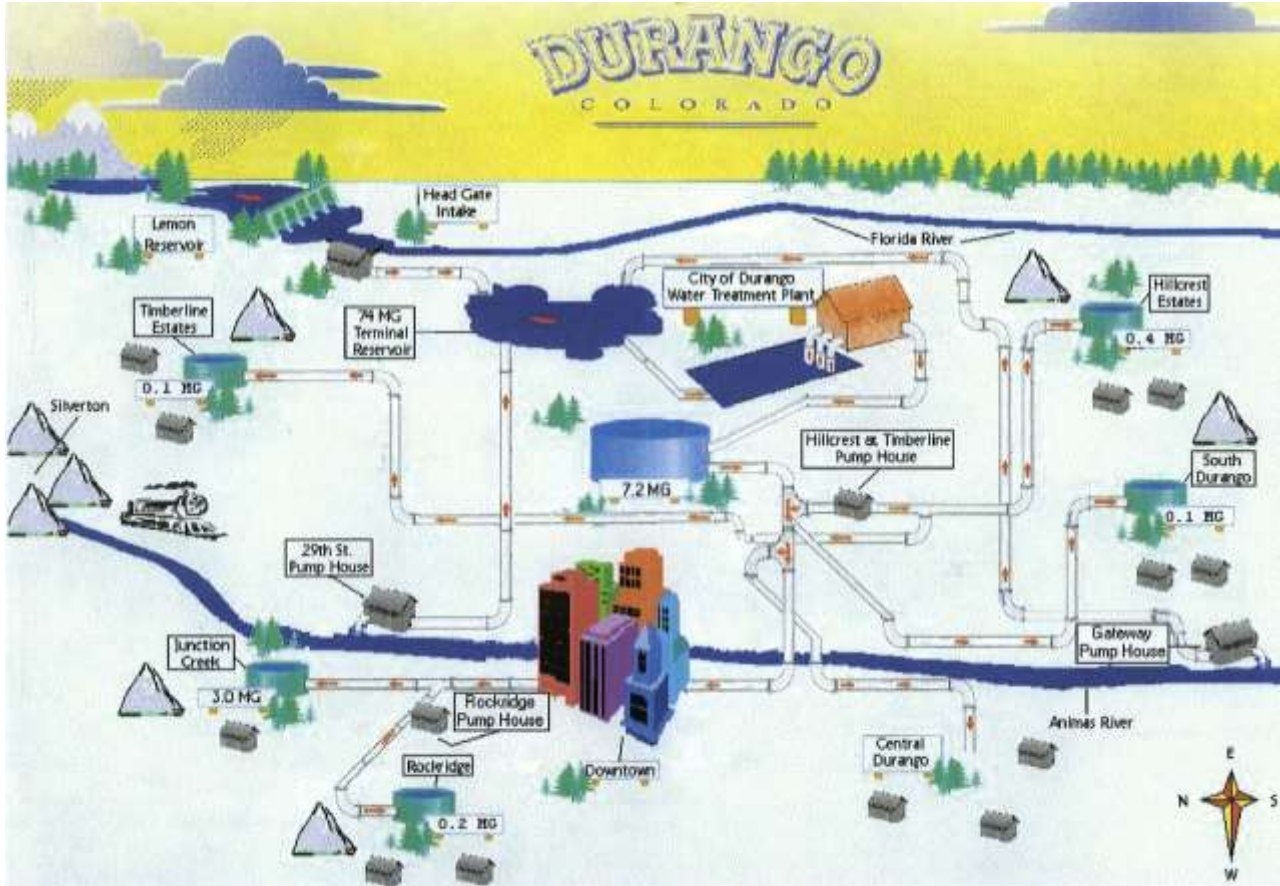 DURANGO
COLORADO
Head Gate
Intake
Lemon
Reservoir
Florida River
City of Durango
Water Treatment Plant
Hillcrest
Estates
Timberline
Estates
74 MG
Terminal
Reservoir
0.4 MG
0.1 MG
Silverton
Hillcrest at Timberline
Pump House
South
Durango
7.2 MG
0.1 MG
29th St.
Pump House
Junction
Creek
Gateway
Pump House
3.0 MG
Rockridge
Pump House
Animas River
Central
Durango
Rockridge
Downtown
0.2 MG
E
N
S
W